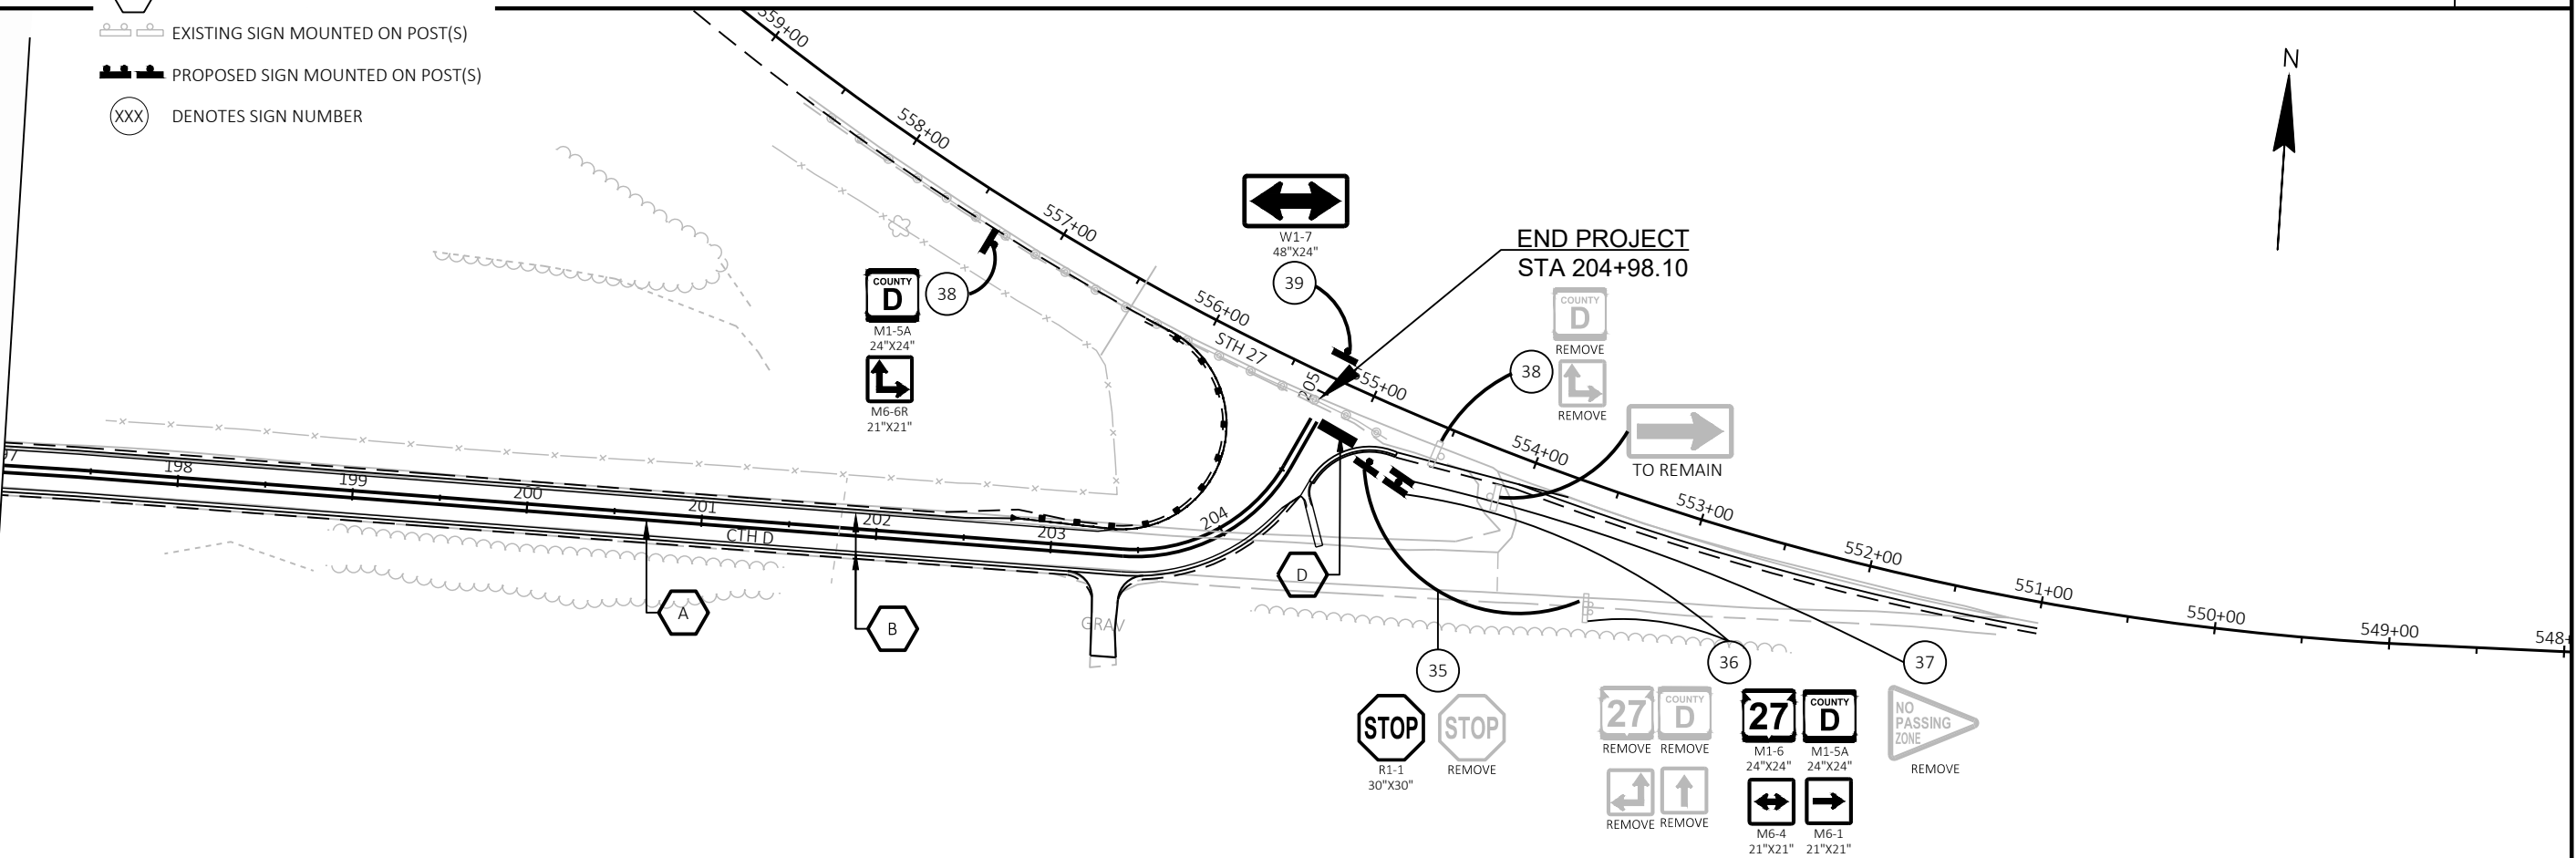 EXISTING SIGN MOUNTED ON POST(S)
PROPOSED SIGN MOUNTED ON POST(S)
XXX DENOTES SIGN NUMBER
N
559+00
558+00
557+00
556+00
555+00
554+00
553+00
552+00
551+00
550+00
549+00
548+
STH 27
205
W1-7
48"X24"
39
END PROJECT
STA 204+98.10
COUNTY
D
M1-5A
24"X24"
38
M6-6R
21"X21"
COUNTY
D
REMOVE
38
REMOVE
TO REMAIN
97
198
199
200
201
202
203
204
CTH D
A
B
D
GRAV
35
36
37
STOP
R1-1
30"X30"
STOP
REMOVE
27
REMOVE
COUNTY
D
REMOVE
27
M1-6
24"X24"
COUNTY
D
M1-5A
24"X24"
NO
PASSING
ZONE
REMOVE
REMOVE REMOVE
M6-4
21"X21"
M6-1
21"X21"